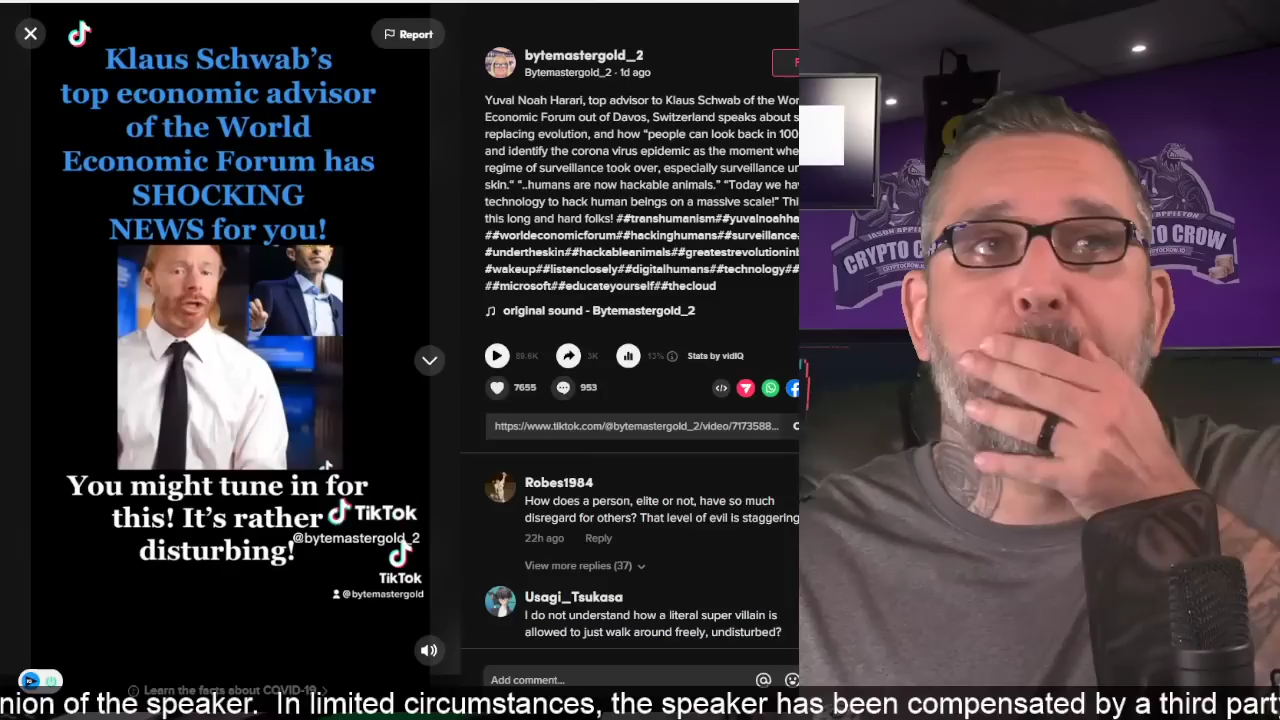 Klaus Schwab's
top economic advisor
of the World
Economic Forum has
SHOCKING
NEWS for you!
You might tune in for
this! It's rather
disturbing!
TikTok
@bytemastergold_2
TikTok
@bytemastergold
Learn the facts about COVID-19
Report
bytemastergold_2
Bytemastergold_2 · 1d ago
Yuval Noah Harari, top advisor to Klaus Schwab of the
Economic Forum out of Davos, Switzerland speaks about
replacing evolution, and how "people can look back in 100
and identify the corona virus epidemic as the moment
regime of surveillance took over, especially surveillance
skin." "..humans are now hackable animals." "Today we
technology to hack human beings on a massive scale!"
this long and hard folks! ##transhumanism
##worldeconomicforum##hackinghumans##surveillance
##undertheskin##hackableanimals
##wakeup##listenclosely##digitalhumans##technology##
##microsoft##educateyourself##thecloud
original sound - Bytemastergold_2
89.6K 3K 13% Stats by vidIQ
7655 953
https://www.tiktok.com/@bytemastergold_2/video/7173588...
Robes1984
How does a person, elite or not, have so much
disregard for others? That level of evil is staggering
22h ago Reply
View more replies (37)
Usagi_Tsukasa
I do not understand how a literal super villain is
allowed to just walk around freely, undisturbed?
Add comment...
JASON APPLETON
CRYPTO CROW
CRYPTOCROW.IO
CROW
of the speaker. In limited circumstances, the speaker has been compensated by a third